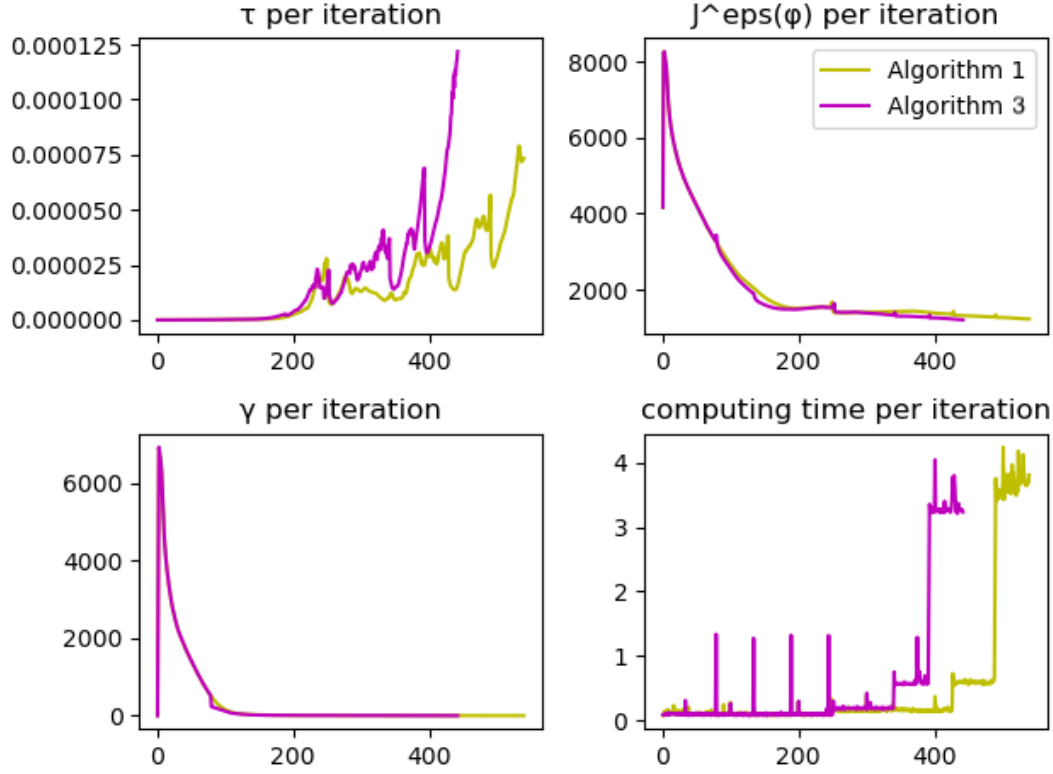 τ per iteration
0.000125
0.000100
0.000075
0.000050
0.000025
0.000000
0 200 400
J^eps(φ) per iteration
Algorithm 1
Algorithm 3
8000
6000
4000
2000
0 200 400
γ per iteration
6000
4000
2000
0
0 200 400
computing time per iteration
4
3
2
1
0
0 200 400